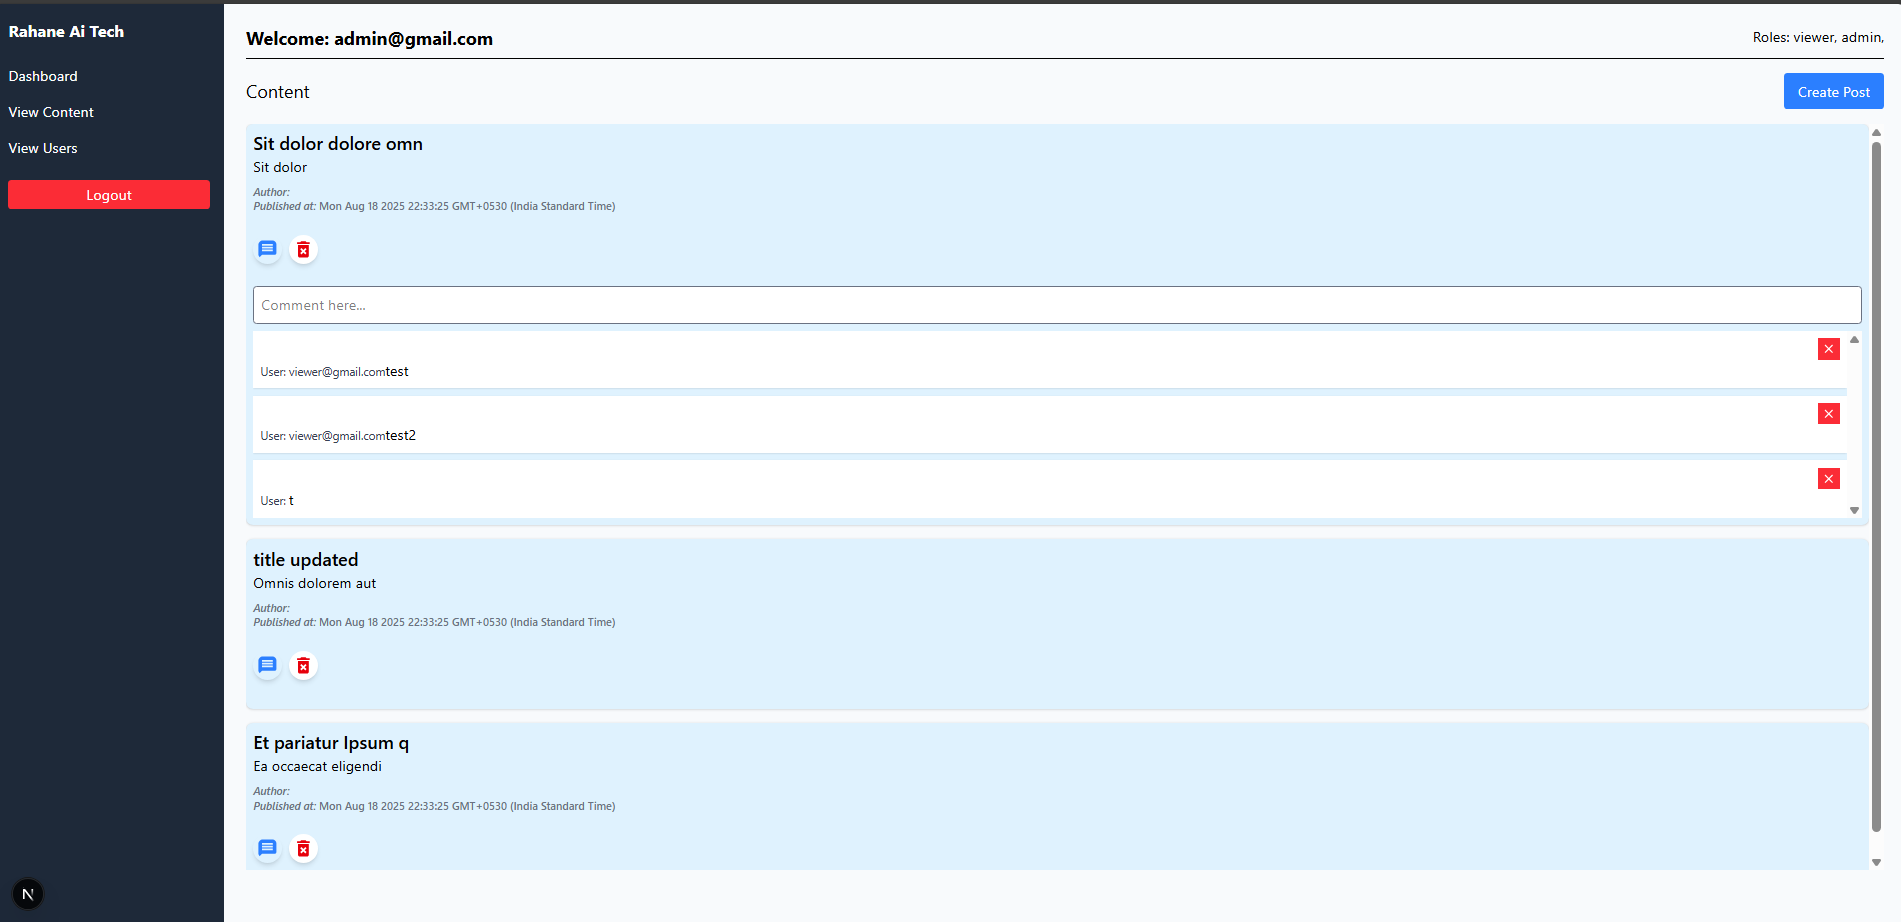 Rahane Ai Tech
Dashboard
View Content
View Users
Logout
Welcome: admin@gmail.com
Roles: viewer, admin,
Content
Create Post
Sit dolor dolore omn
Sit dolor
Author:
Published at: Mon Aug 18 2025 22:33:25 GMT+0530 (India Standard Time)
Comment here...
User: viewer@gmail.comtest
User: viewer@gmail.comtest2
User: t
title updated
Omnis dolorem aut
Author:
Published at: Mon Aug 18 2025 22:33:25 GMT+0530 (India Standard Time)
Et pariatur Ipsum q
Ea occaecat eligendi
Author:
Published at: Mon Aug 18 2025 22:33:25 GMT+0530 (India Standard Time)
N